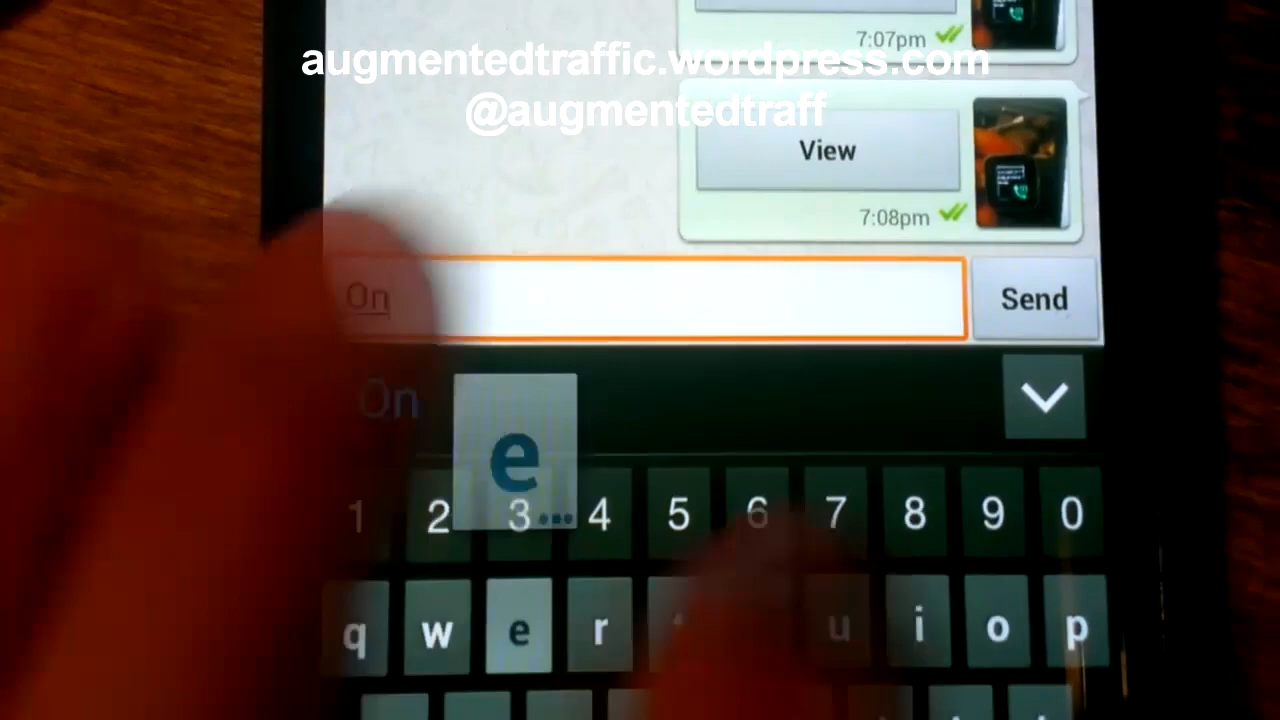 7:07pm
augmentedtraffic.wordpress.com
@augmentedtraff
View
7:08pm
On
Send
On
e...
1 2 3 4 5 6 7 8 9 0
q w e r u i o p